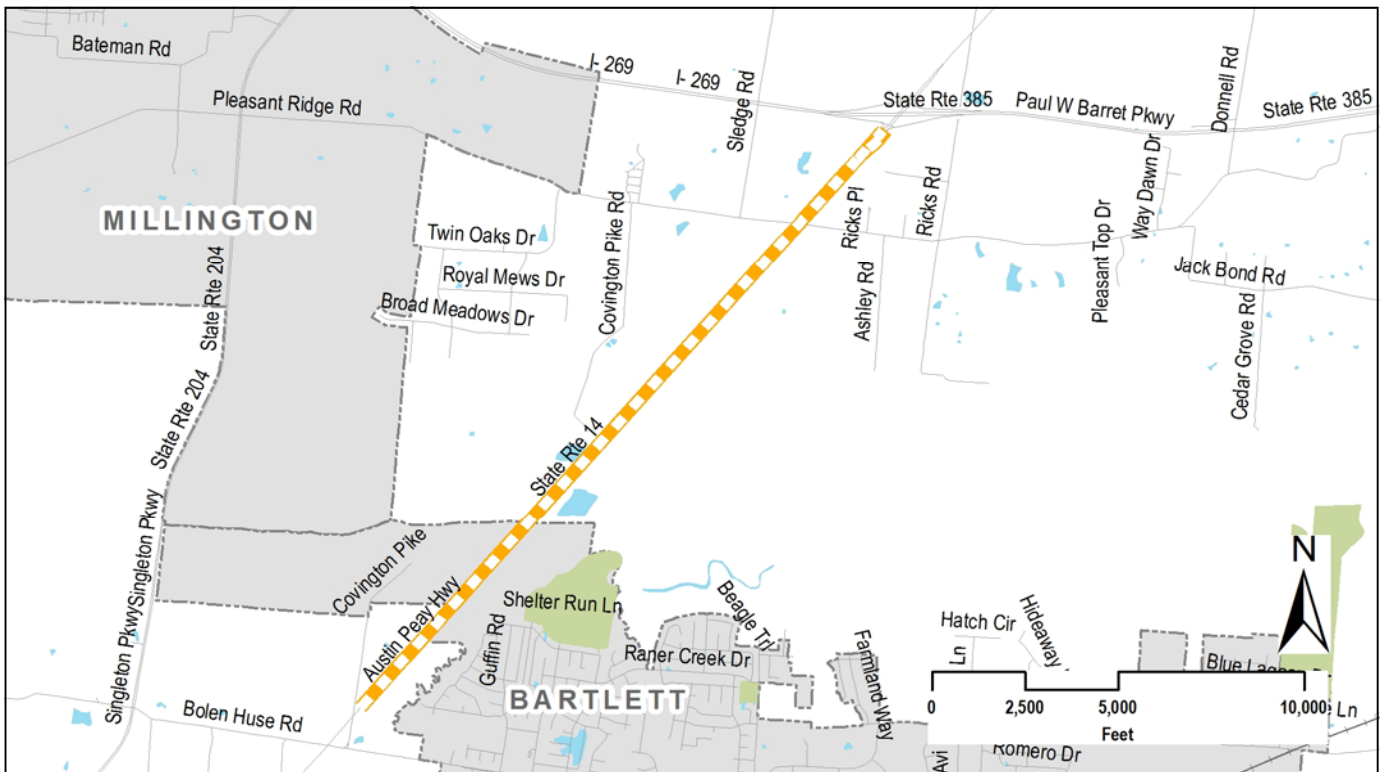 Bateman Rd
I- 269
I- 269
Sledge Rd
State Rte 385
Paul W Barret Pkwy
Donnell Rd
State Rte 385
Pleasant Ridge Rd
MILLINGTON
Twin Oaks Dr
Covington Pike Rd
Ricks Pl
Ricks Rd
Pleasant Top Dr
Way Dawn Dr
State Rte 204
Royal Mews Dr
Broad Meadows Dr
Ashley Rd
Jack Bond Rd
Cedar Grove Rd
State Rte 204
State Rte 14
Singleton Pkwy
Singleton Pkwy
Covington Pike
Austin Peay Hwy
Shelter Run Ln
Guffin Rd
Beagle Trl
Raner Creek Dr
Farmland Way
Hatch Cir
Hideaway
Ln
N
BARTLETT
Bolen Huse Rd
0
2,500
5,000
10,000
Ln
Feet
Romero Dr
Avi